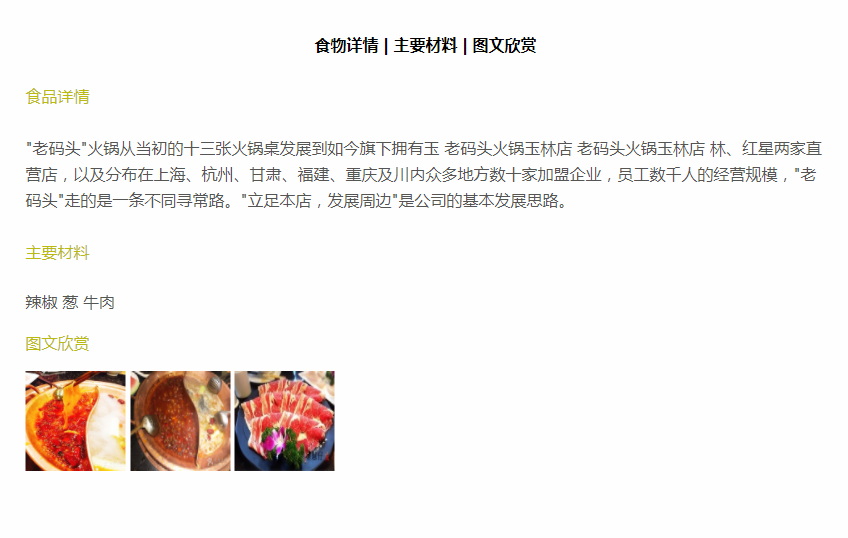 食物详情 | 主要材料 | 图文欣赏
食品详情
"老码头"火锅从当初的十三张火锅桌发展到如今旗下拥有玉 老码头火锅玉林店 老码头火锅玉林店 林、红星两家直
营店，以及分布在上海、杭州、甘肃、福建、重庆及川内众多地方数十家加盟企业，员工数千人的经营规模，"老
码头"走的是一条不同寻常路。"立足本店，发展周边"是公司的基本发展思路。
主要材料
辣椒 葱 牛肉
图文欣赏